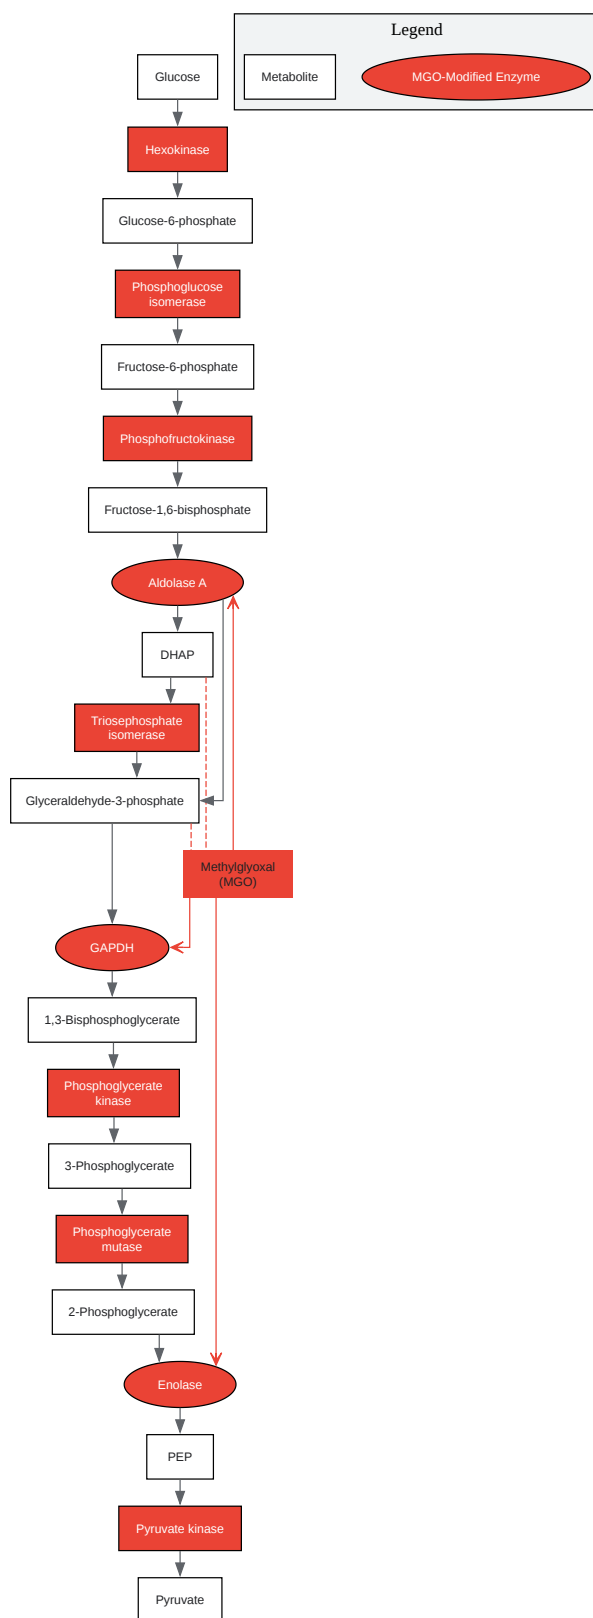 Legend
Metabolite
MGO-Modified Enzyme
Glucose
Hexokinase
Glucose-6-phosphate
Phosphoglucose
isomerase
Fructose-6-phosphate
Phosphofructokinase
Fructose-1,6-bisphosphate
Aldolase A
DHAP
Triosephosphate
isomerase
Glyceraldehyde-3-phosphate
Methylglyoxal
(MGO)
GAPDH
1,3-Bisphosphoglycerate
Phosphoglycerate
kinase
3-Phosphoglycerate
Phosphoglycerate
mutase
2-Phosphoglycerate
Enolase
PEP
Pyruvate kinase
Pyruvate